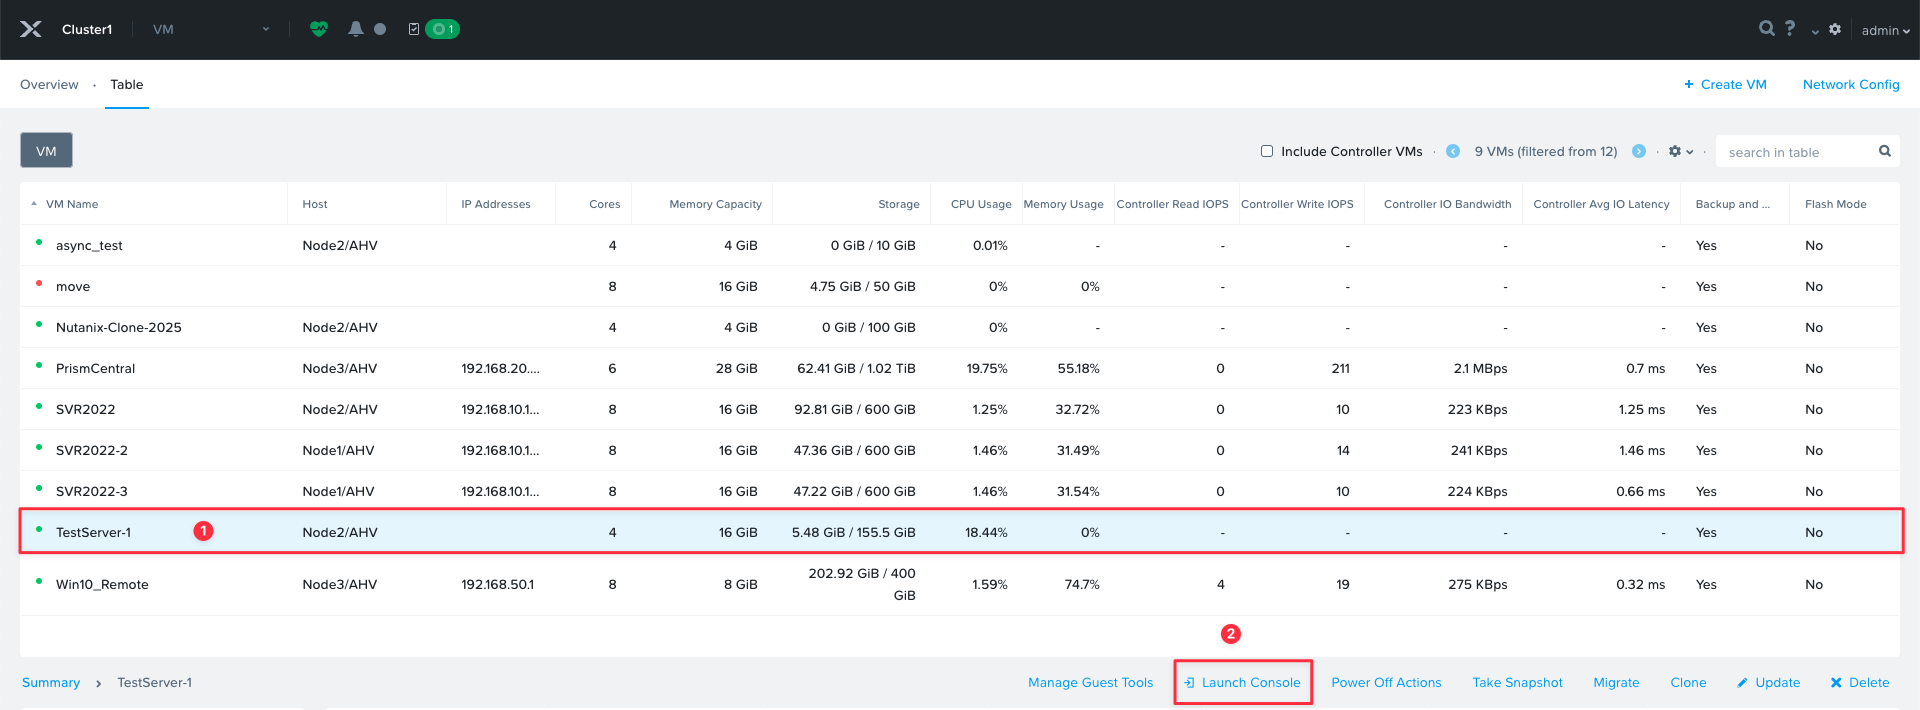 Cluster1 VM 1 ? admin
Overview · Table + Create VM Network Config
VM Include Controller VMs · 9 VMs (filtered from 12) · · search in table
VM Name Host IP Addresses Cores Memory Capacity Storage CPU Usage Memory Usage Controller Read IOPS Controller Write IOPS Controller IO Bandwidth Controller Avg IO Latency Backup and ... Flash Mode
async_test Node2/AHV 4 4 GiB 0 GiB / 10 GiB 0.01% - - - - - Yes No
move 8 16 GiB 4.75 GiB / 50 GiB 0% 0% - - - - Yes No
Nutanix-Clone-2025 Node2/AHV 4 4 GiB 0 GiB / 100 GiB 0% - - - - - Yes No
PrismCentral Node3/AHV 192.168.20.... 6 28 GiB 62.41 GiB / 1.02 TiB 19.75% 55.18% 0 211 2.1 MBps 0.7 ms Yes No
SVR2022 Node2/AHV 192.168.10.1... 8 16 GiB 92.81 GiB / 600 GiB 1.25% 32.72% 0 10 223 KBps 1.25 ms Yes No
SVR2022-2 Node1/AHV 192.168.10.1... 8 16 GiB 47.36 GiB / 600 GiB 1.46% 31.49% 0 14 241 KBps 1.46 ms Yes No
SVR2022-3 Node1/AHV 192.168.10.1... 8 16 GiB 47.22 GiB / 600 GiB 1.46% 31.54% 0 10 224 KBps 0.66 ms Yes No
TestServer-1 1 Node2/AHV 4 16 GiB 5.48 GiB / 155.5 GiB 18.44% 0% - - - - Yes No
Win10_Remote Node3/AHV 192.168.50.1 8 8 GiB 202.92 GiB / 400 GiB 1.59% 74.7% 4 19 275 KBps 0.32 ms Yes No
2
Summary > TestServer-1 Manage Guest Tools Launch Console Power Off Actions Take Snapshot Migrate Clone Update Delete